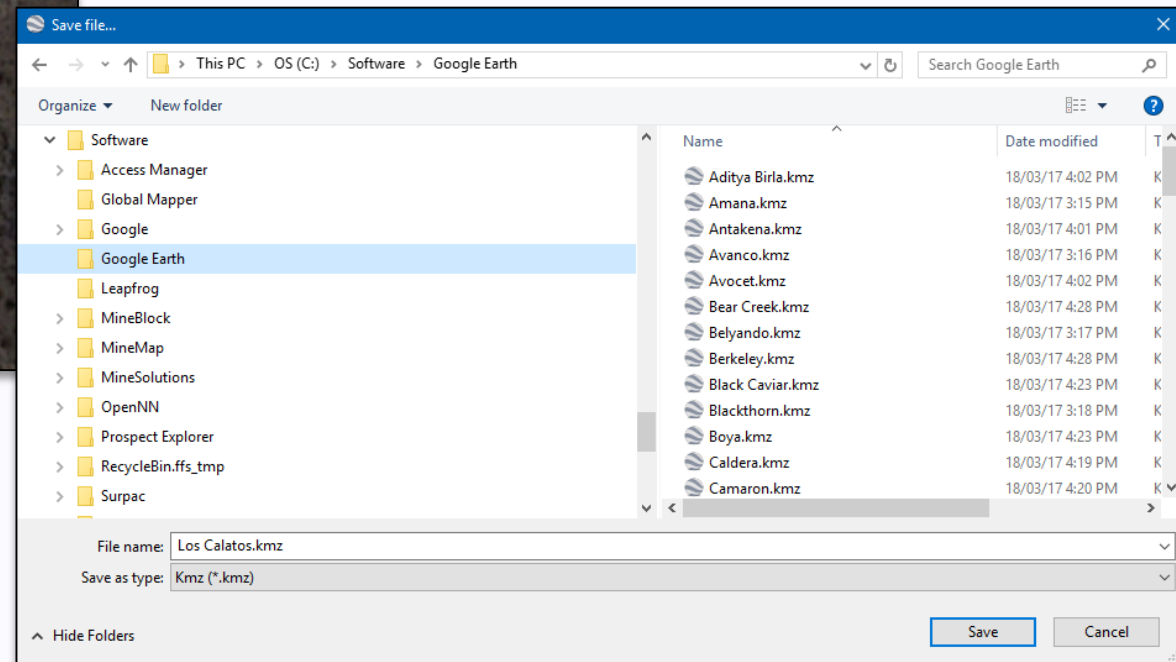 Save file...
This PC > OS (C:) > Software > Google Earth
Search Google Earth
Organize
New folder
Software
Access Manager
Global Mapper
Google
Google Earth
Leapfrog
MineBlock
MineMap
MineSolutions
OpenNN
Prospect Explorer
RecycleBin.ffs_tmp
Surpac
Name Date modified T
Aditya Birla.kmz 18/03/17 4:02 PM K
Amana.kmz 18/03/17 3:15 PM K
Antakena.kmz 18/03/17 4:01 PM K
Avanco.kmz 18/03/17 3:16 PM K
Avocet.kmz 18/03/17 4:02 PM K
Bear Creek.kmz 18/03/17 4:28 PM K
Belyando.kmz 18/03/17 3:17 PM K
Berkeley.kmz 18/03/17 4:28 PM K
Black Caviar.kmz 18/03/17 4:23 PM K
Blackthorn.kmz 18/03/17 3:18 PM K
Boya.kmz 18/03/17 4:23 PM K
Caldera.kmz 18/03/17 4:19 PM K
Camaron.kmz 18/03/17 4:20 PM K
File name: Los Calatos.kmz
Save as type: Kmz (*.kmz)
Hide Folders
Save
Cancel